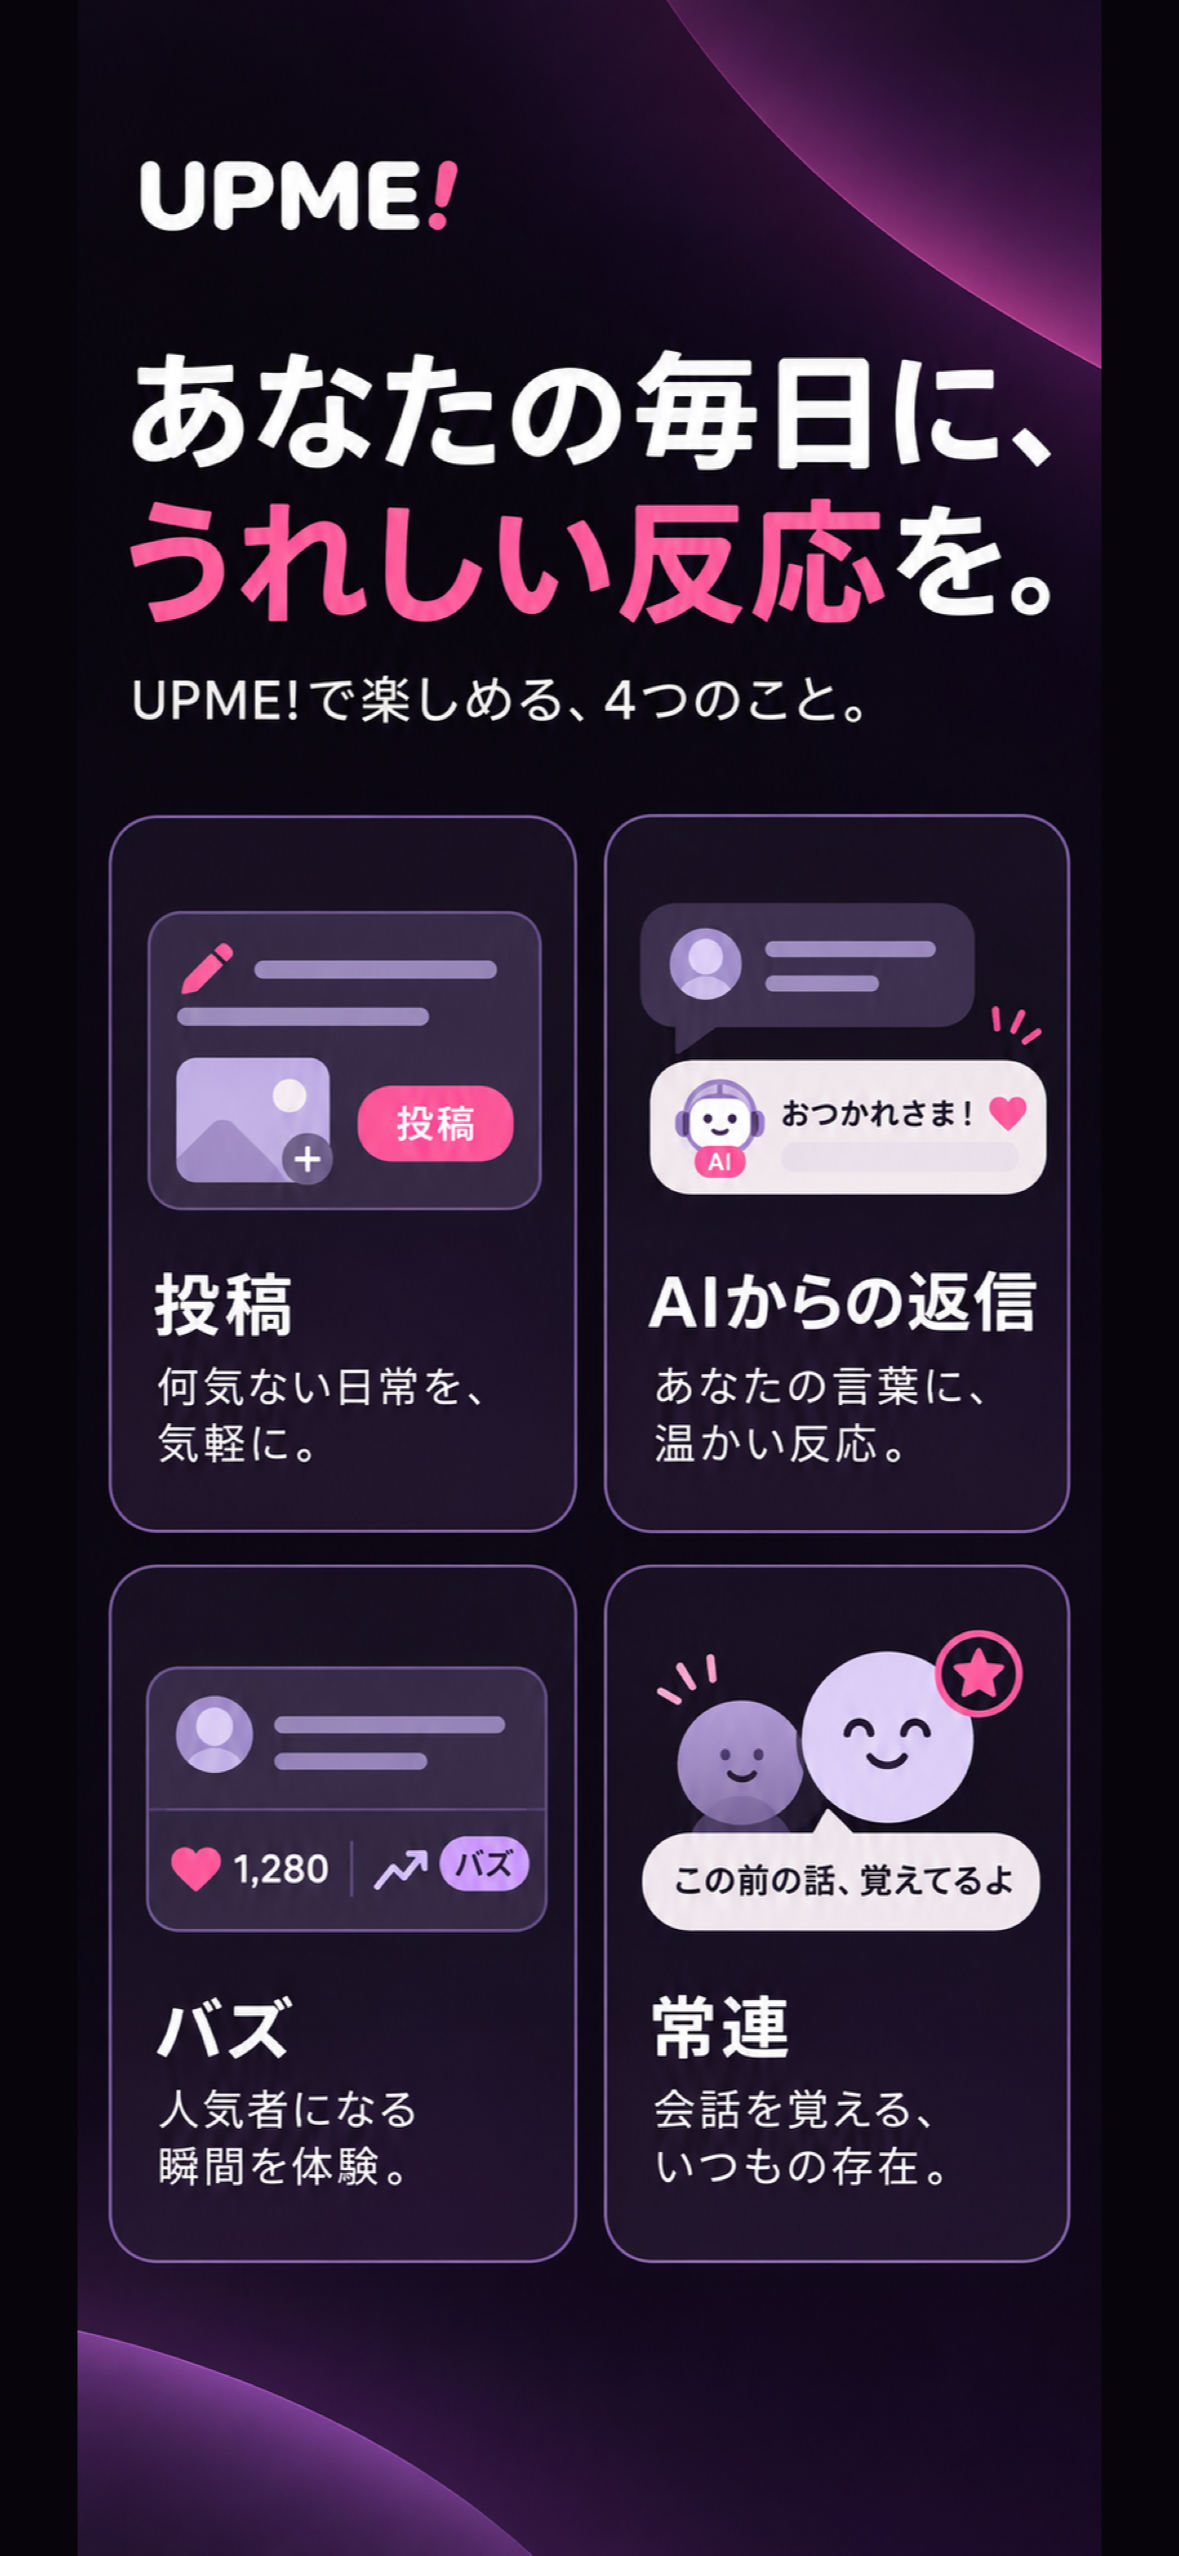 UPME!
あなたの毎日に、
うれしい反応を。
UPME!で楽しめる、4つのこと。
投稿
投稿
何気ない日常を、
気軽に。
おつかれさま!
AI
AIからの返信
あなたの言葉に、
温かい反応。
1,280
バズ
バズ
人気者になる
瞬間を体験。
この前の話、覚えてるよ
常連
会話を覚える、
いつもの存在。